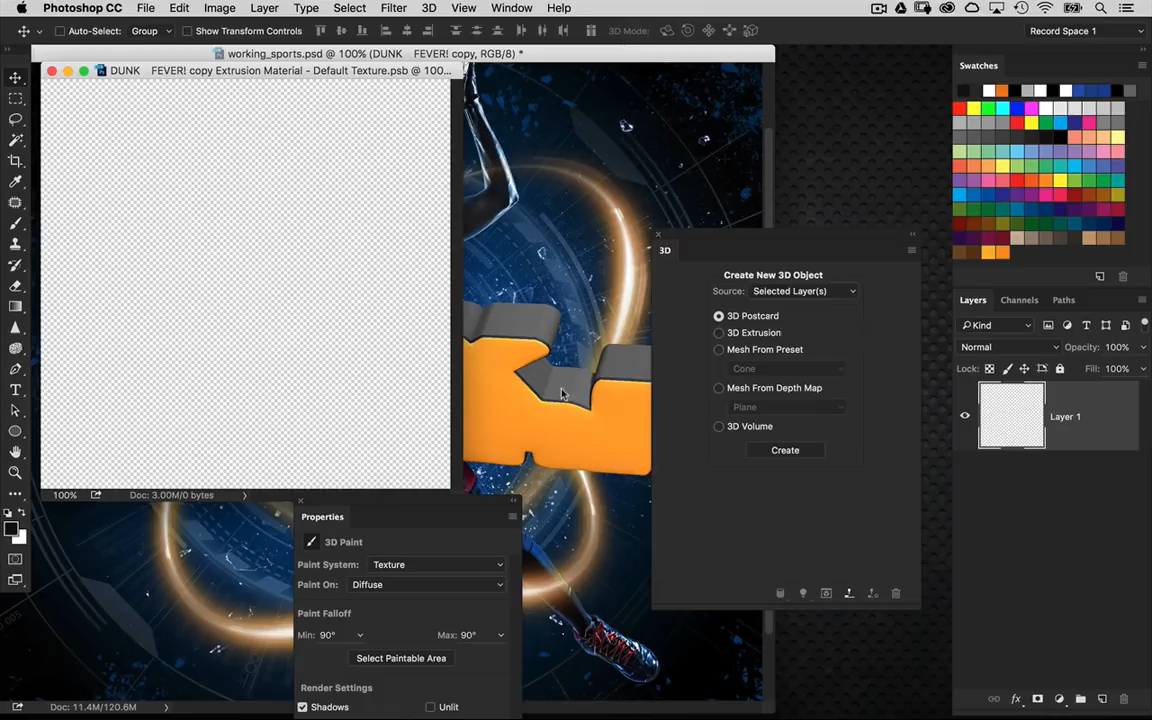 Photoshop CC File Edit Image Layer Type Select Filter 3D View Window Help
Auto-Select: Group Show Transform Controls 3D Mode: Record Space 1
working_sports.psd @ 100% (DUNK FEVER! copy, RGB/8) *
DUNK FEVER! copy Extrusion Material - Default Texture.psb @ 100...
Swatches
3D
Create New 3D Object
Source: Selected Layer(s)
3D Postcard
3D Extrusion
Mesh From Preset
Cone
Mesh From Depth Map
Plane
3D Volume
Create
Layers Channels Paths
Kind
Normal Opacity: 100%
Lock: Fill: 100%
Layer 1
100% Doc: 3.00M/0 bytes
Properties
3D Paint
Paint System: Texture
Paint On: Diffuse
Paint Falloff
Min: 90° Max: 90°
Select Paintable Area
Render Settings
Shadows Unlit
Doc: 11.4M/120.6M